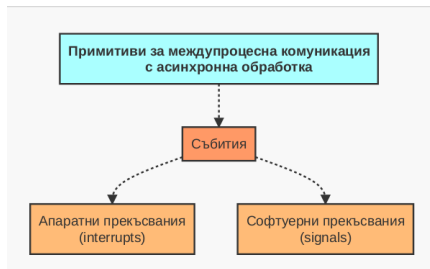 Примитиви за междупроцесна комуникация
с асинхронна обработка
Събития
Апаратни прекъсвания
(interrupts)
Софтуерни прекъсвания
(signals)